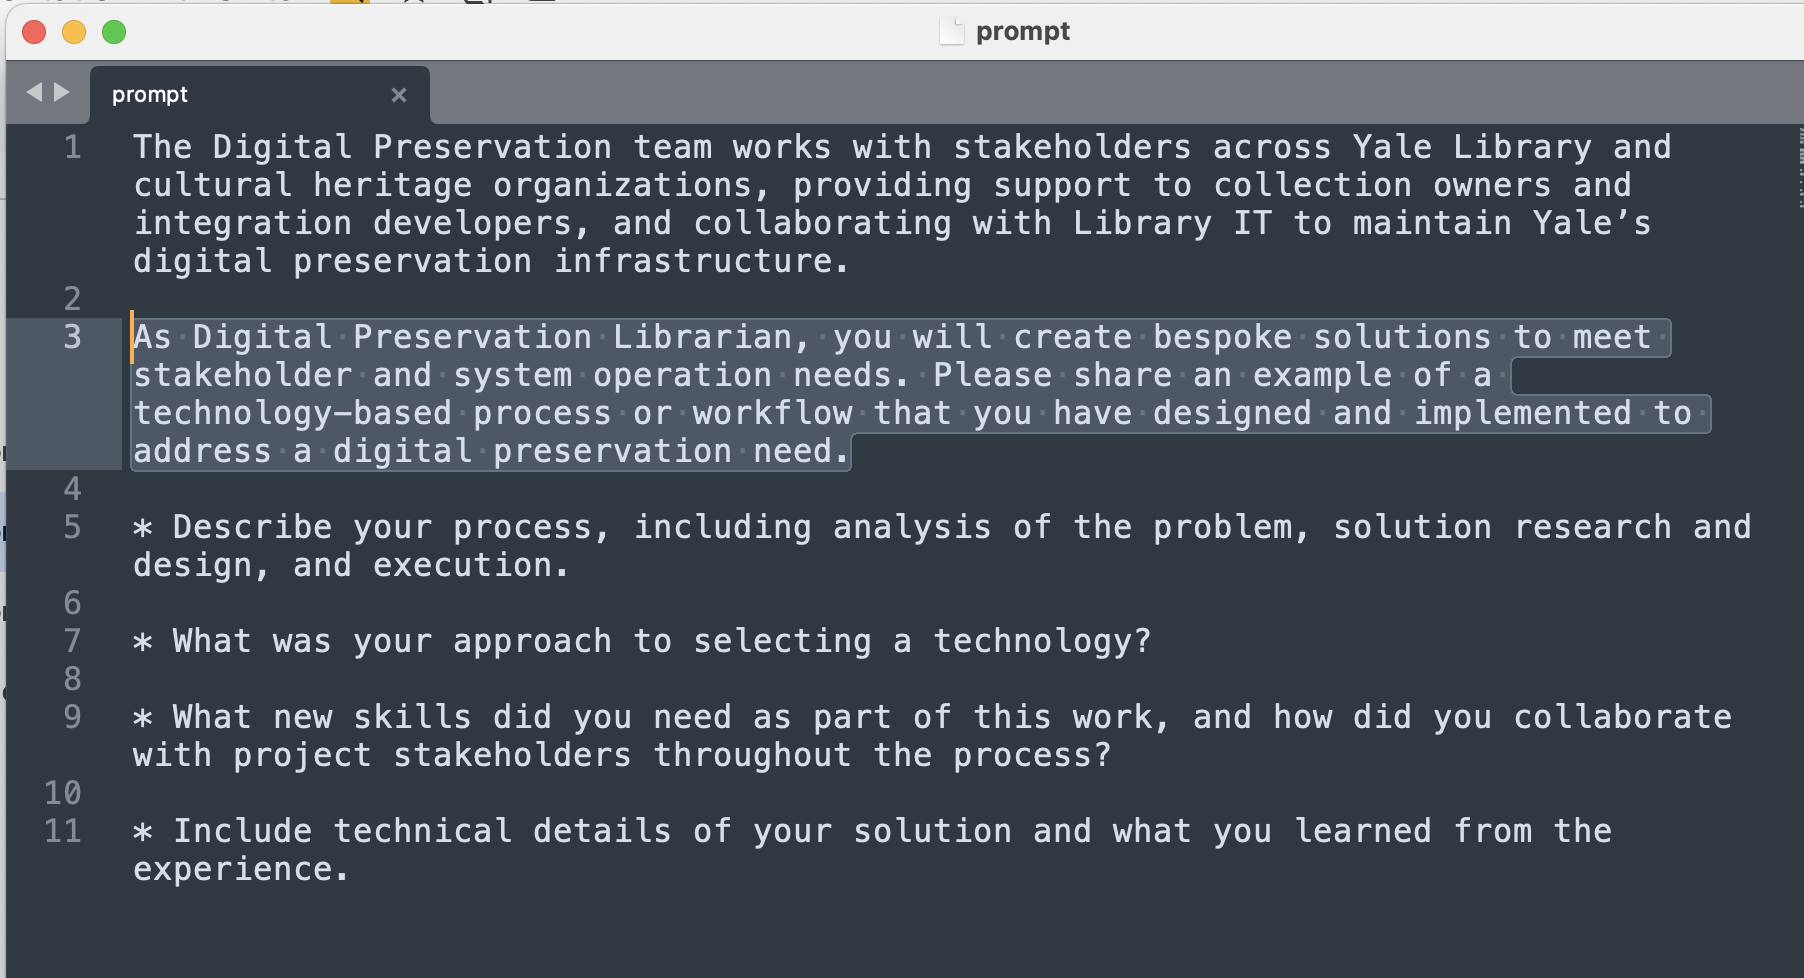 prompt
prompt
1 The Digital Preservation team works with stakeholders across Yale Library and
cultural heritage organizations, providing support to collection owners and
integration developers, and collaborating with Library IT to maintain Yale’s
digital preservation infrastructure.
2
3 As Digital Preservation Librarian, you will create bespoke solutions to meet
stakeholder and system operation needs. Please share an example of a
technology-based process or workflow that you have designed and implemented to
address a digital preservation need.
4
5 * Describe your process, including analysis of the problem, solution research and
design, and execution.
6
7 * What was your approach to selecting a technology?
8
9 * What new skills did you need as part of this work, and how did you collaborate
with project stakeholders throughout the process?
10
11 * Include technical details of your solution and what you learned from the
experience.